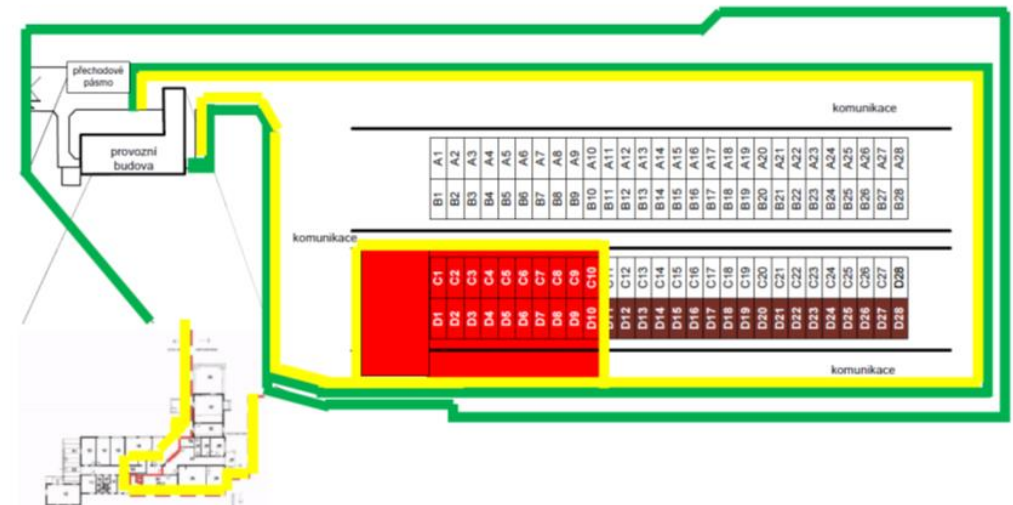 přechodové
pásmo
provozní
budova
komunikace
A1 A2 A3 A4 A5 A6 A7 A8 A9 A10 A11 A12 A13 A14 A15 A16 A17 A18 A19 A20 A21 A22 A23 A24 A25 A26 A27 A28
B1 B2 B3 B4 B5 B6 B7 B8 B9 B10 B11 B12 B13 B14 B15 B16 B17 B18 B19 B20 B21 B22 B23 B24 B25 B26 B27 B28
komunikace
C1 C2 C3 C4 C5 C6 C7 C8 C9 C10 C11 C12 C13 C14 C15 C16 C17 C18 C19 C20 C21 C22 C23 C24 C25 C26 C27 D28
D1 D2 D3 D4 D5 D6 D7 D8 D9 D10 D11 D12 D13 D14 D15 D16 D17 D18 D19 D20 D21 D22 D23 D24 D25 D26 D27 D28
komunikace